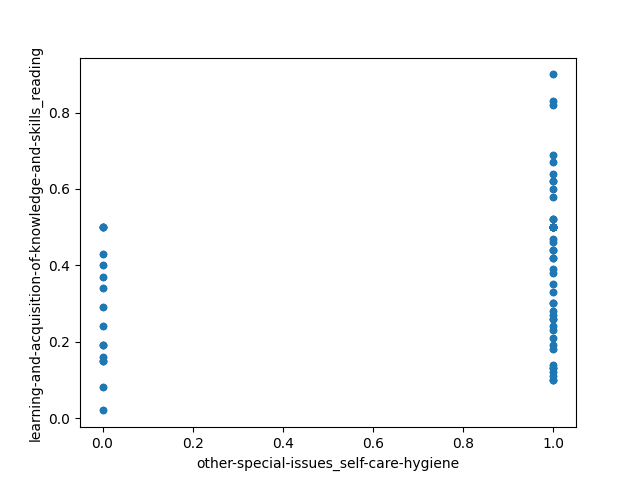 learning-and-acquisition-of-knowledge-and-skills_reading
0.8
0.6
0.4
0.2
0.0
0.0 0.2 0.4 0.6 0.8 1.0
other-special-issues_self-care-hygiene